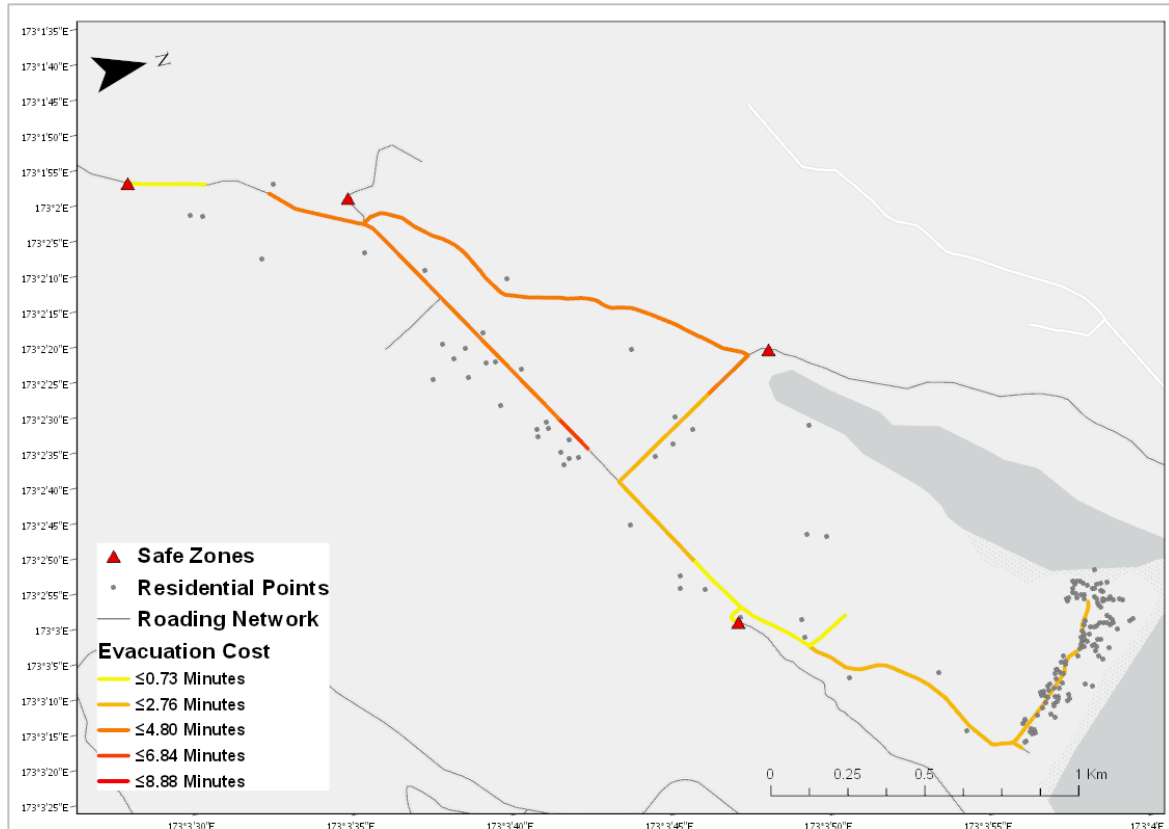 173°1'35"E
173°1'40"E
173°1'45"E
173°1'50"E
173°1'55"E
173°2'E
173°2'5"E
173°2'10"E
173°2'15"E
173°2'20"E
173°2'25"E
173°2'30"E
173°2'35"E
173°2'40"E
173°2'45"E
173°2'50"E
173°2'55"E
173°3'E
173°3'5"E
173°3'10"E
173°3'15"E
173°3'20"E
173°3'25"E
N
Safe Zones
Residential Points
Roading Network
Evacuation Cost
≤0.73 Minutes
≤2.76 Minutes
≤4.80 Minutes
≤6.84 Minutes
≤8.88 Minutes
0 0.25 0.5 1 Km
173°3'30"E 173°3'35"E 173°3'40"E 173°3'45"E 173°3'50"E 173°3'55"E 173°4'E